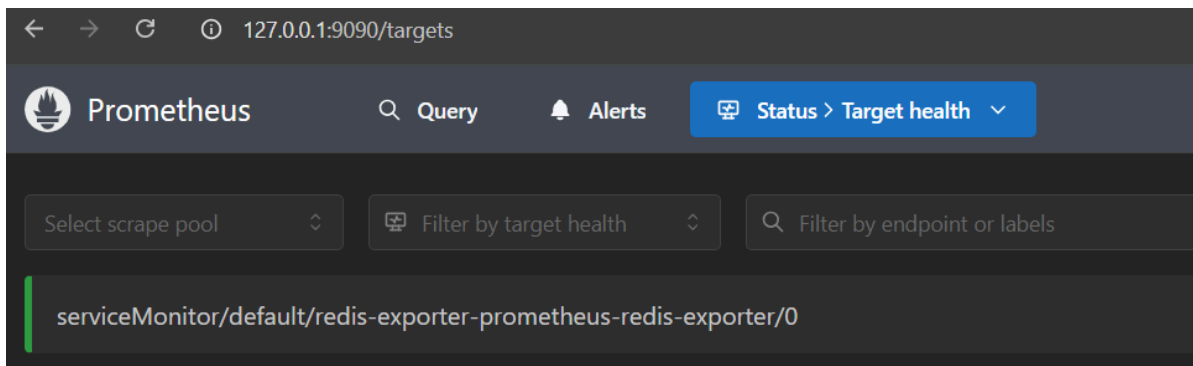 127.0.0.1:9090/targets
Prometheus Query Alerts Status > Target health
Select scrape pool Filter by target health Filter by endpoint or labels
serviceMonitor/default/redis-exporter-prometheus-redis-exporter/0